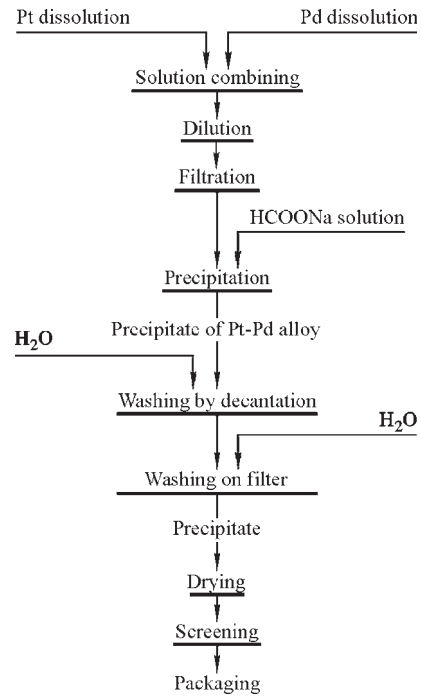 Pt dissolution
Pd dissolution
Solution combining
Dilution
Filtration
HCOONa solution
Precipitation
Precipitate of Pt-Pd alloy
H₂O
Washing by decantation
H₂O
Washing on filter
Precipitate
Drying
Screening
Packaging